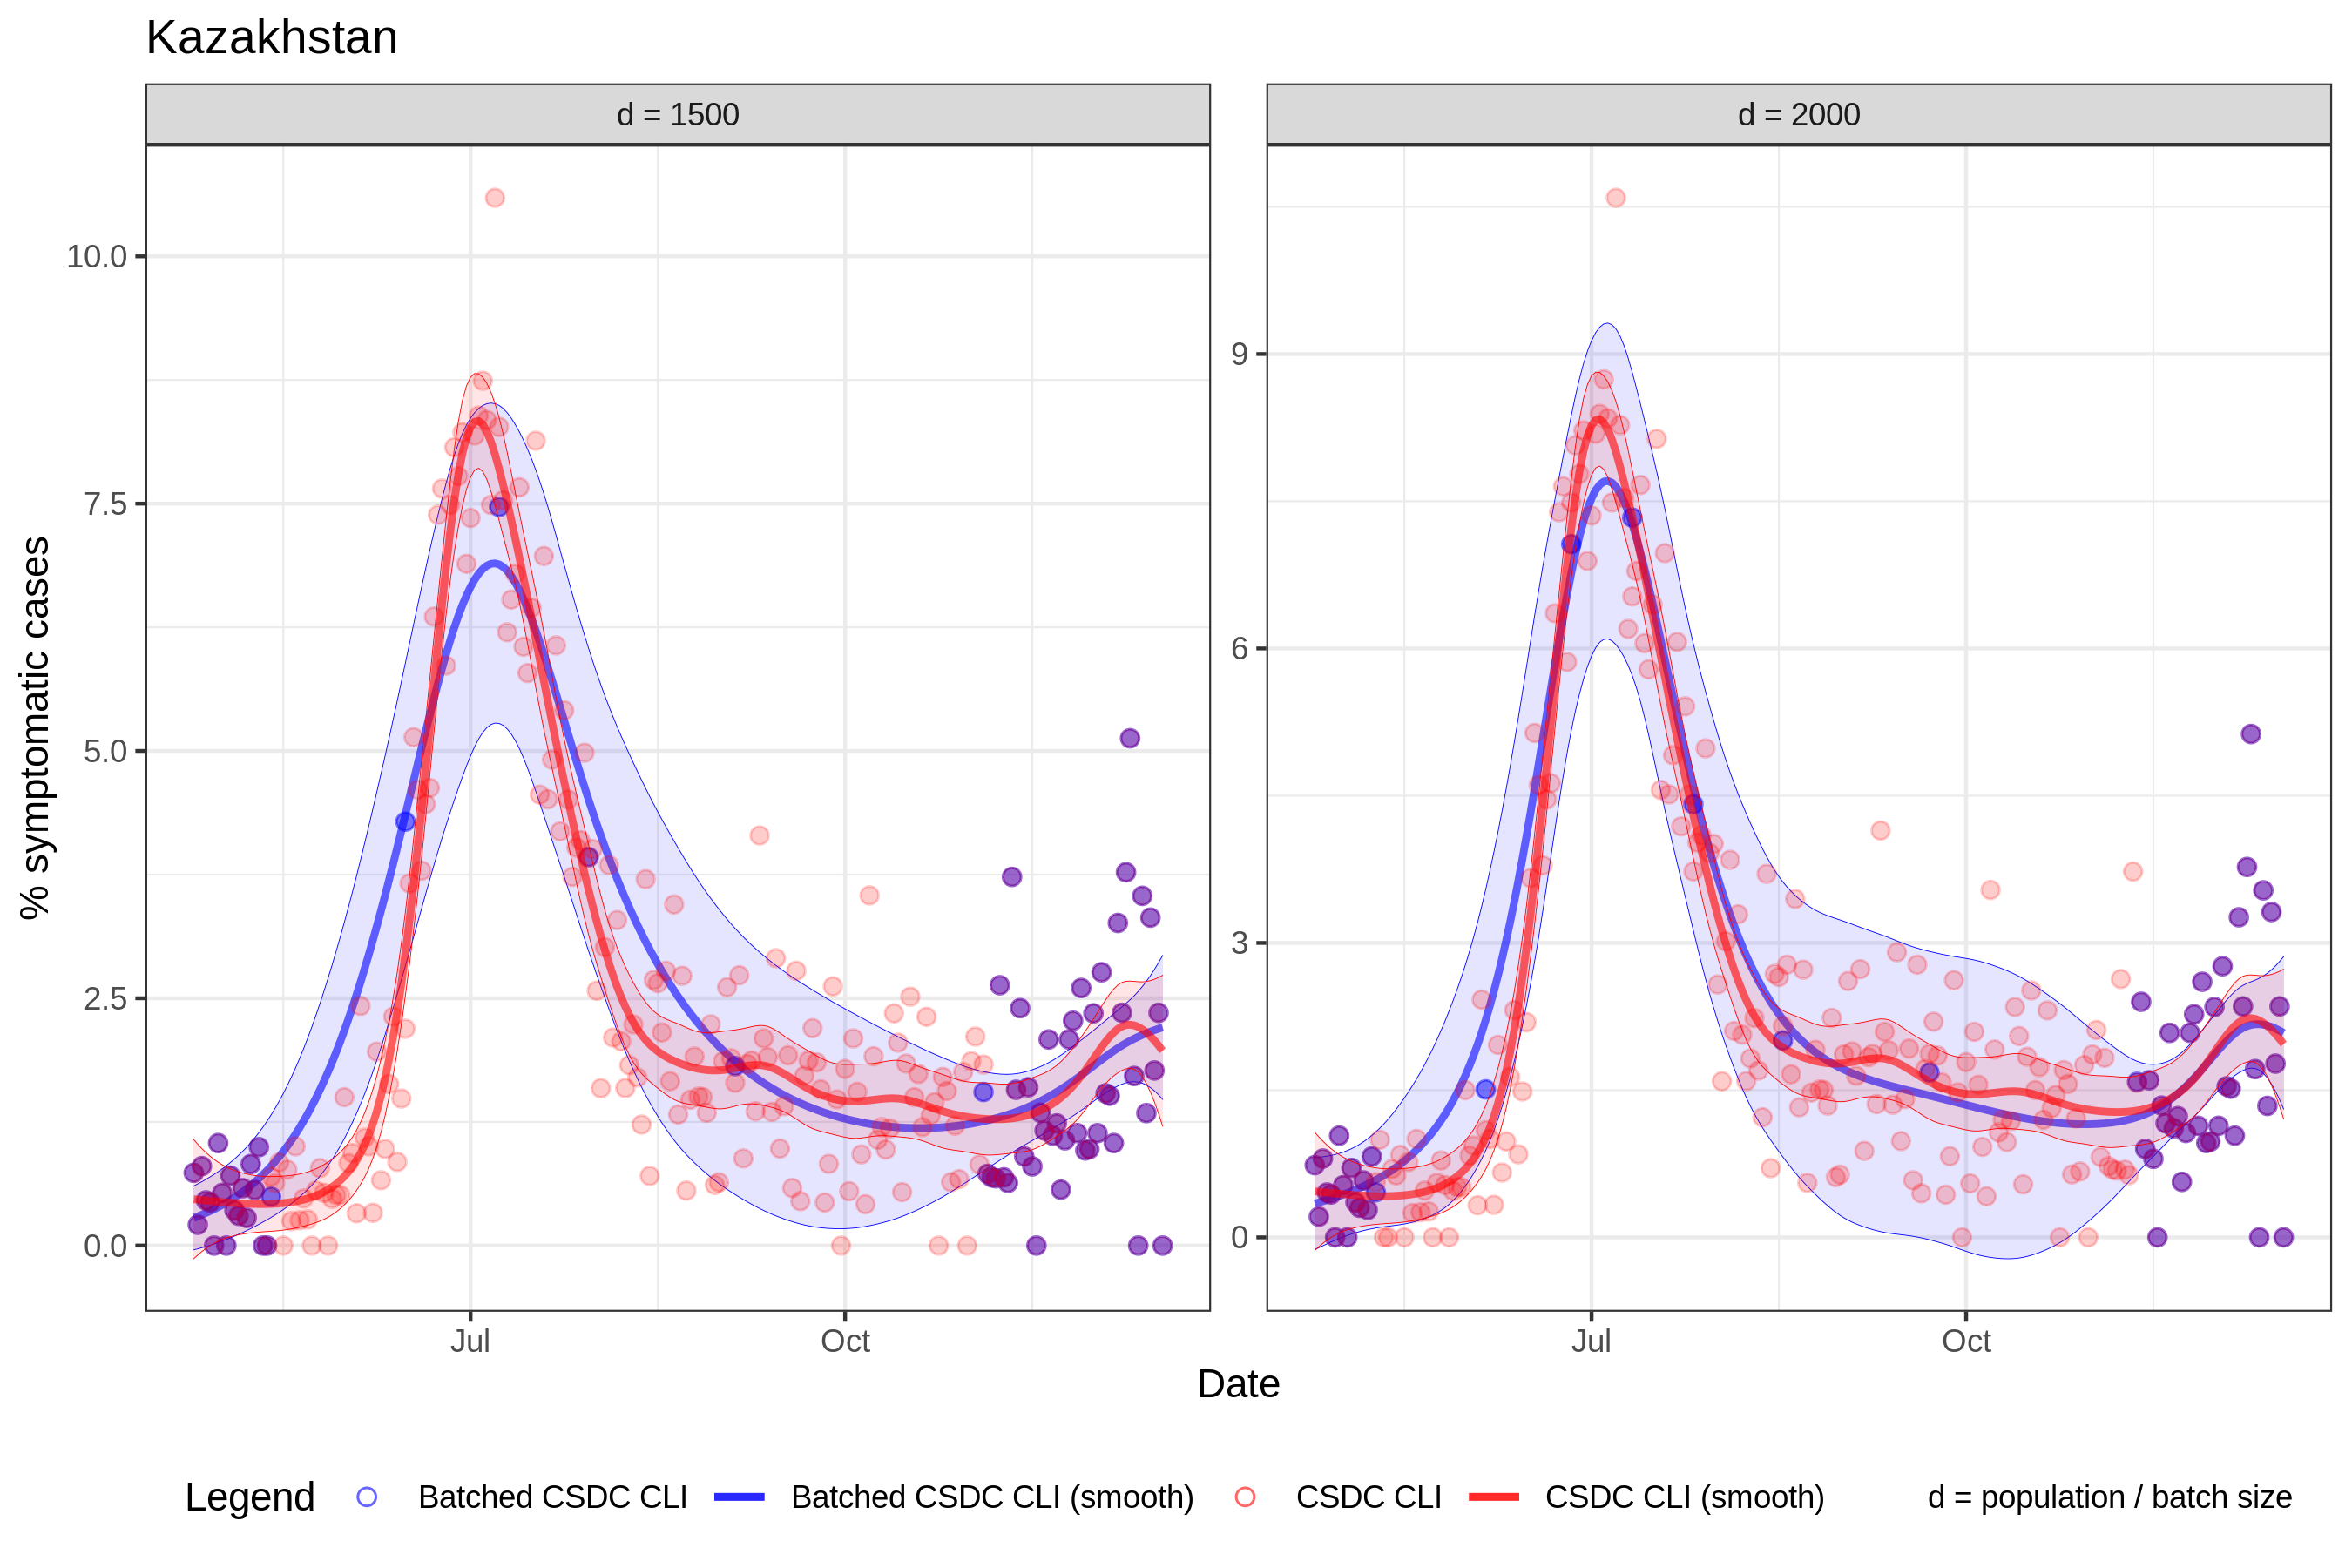 Kazakhstan
d = 1500
d = 2000
% symptomatic cases
10.0
7.5
5.0
2.5
0.0
9
6
3
0
Jul
Oct
Jul
Oct
Date
Legend
Batched CSDC CLI
Batched CSDC CLI (smooth)
CSDC CLI
CSDC CLI (smooth)
d = population / batch size